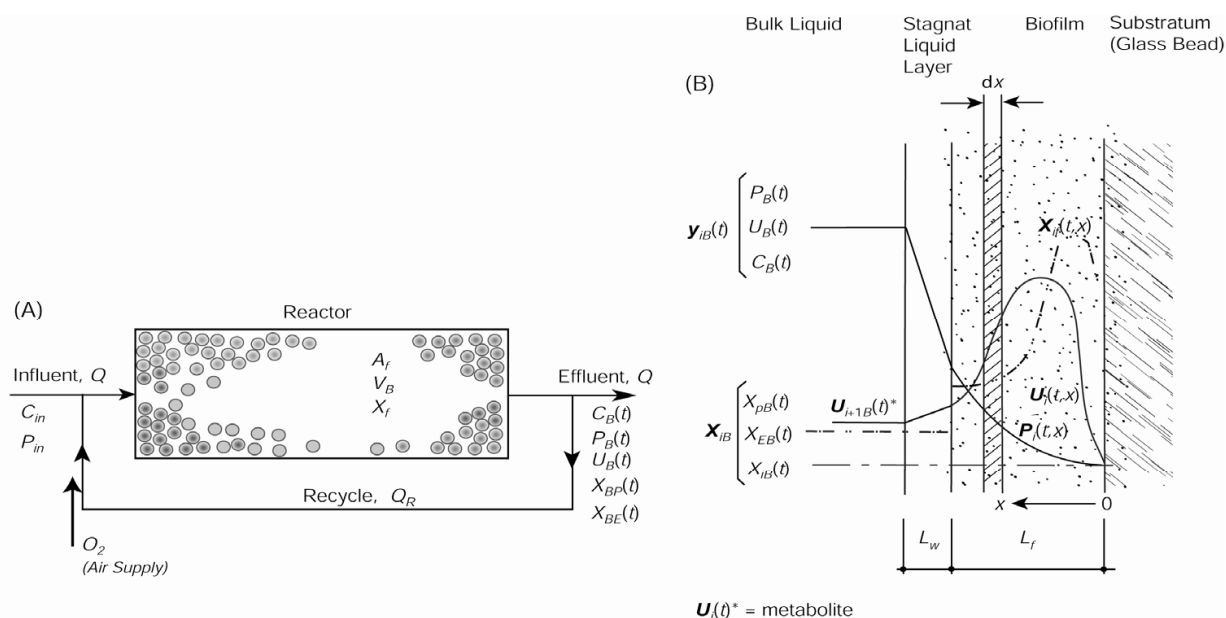 (A)
Reactor
Influent, Q
C_in
P_in
A_f
V_B
X_f
Effluent, Q
C_B(t)
P_B(t)
U_B(t)
X_BP(t)
X_BE(t)
Recycle, Q_R
O_2
(Air Supply)
Bulk Liquid
Stagnat
Liquid
Layer
Biofilm
Substratum
(Glass Bead)
(B)
dx
y_iB(t)
P_B(t)
U_B(t)
C_B(t)
X_if(t,x)
X_iB
X_pB(t)
X_EB(t)
X_IB(t)
U_i+1B(t)*
U_i(t,x)
P_i(t,x)
x
0
L_w
L_f
U_i(t)* = metabolite